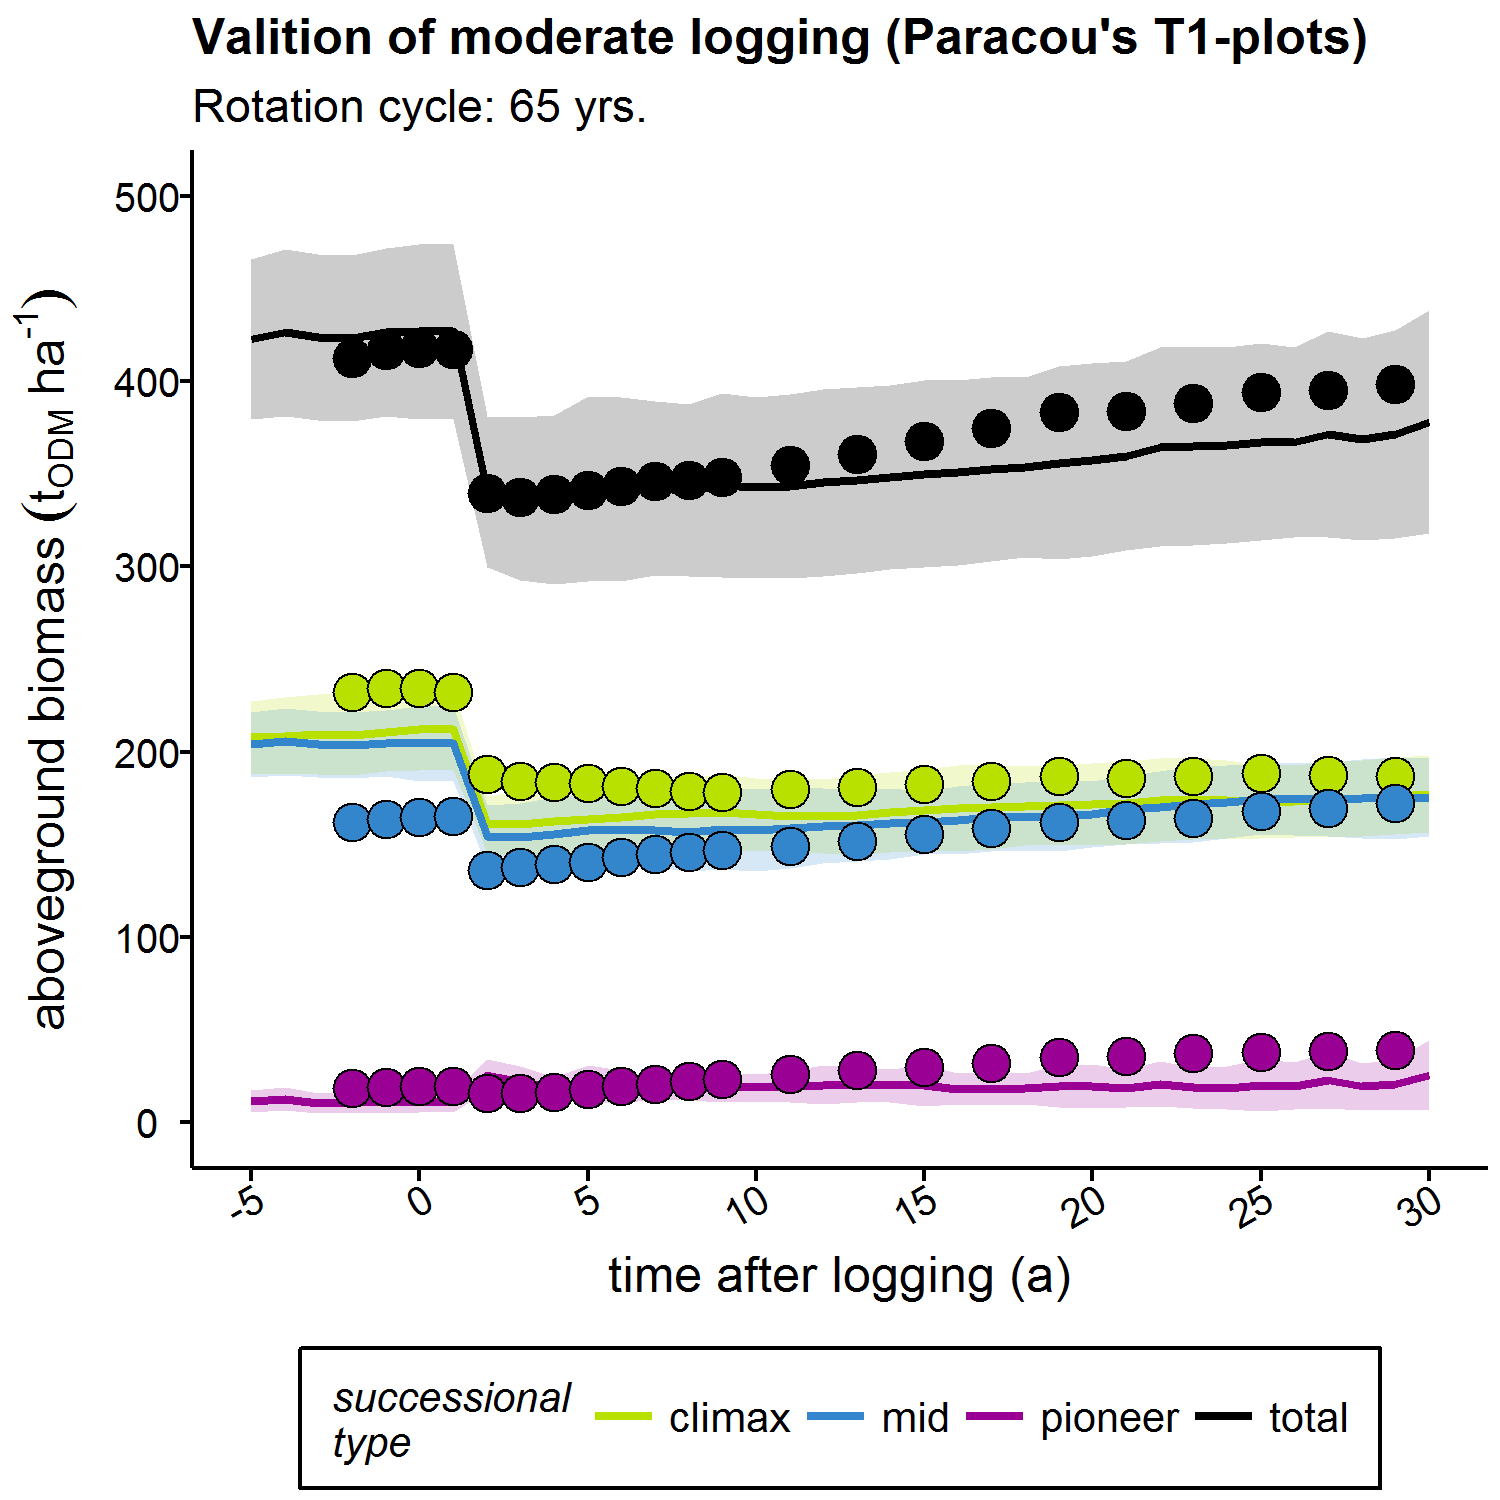 Valition of moderate logging (Paracou's T1-plots)
Rotation cycle: 65 yrs.
aboveground biomass (tODM ha-1)
500
400
300
200
100
0
-5 0 5 10 15 20 25 30
time after logging (a)
successional
type
climax mid pioneer total